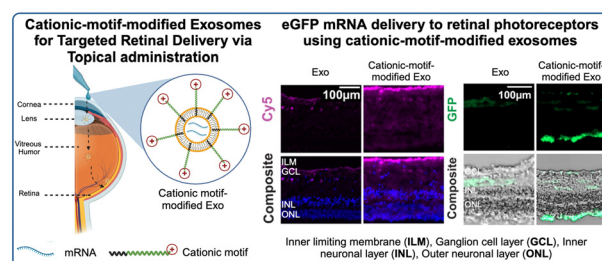 Cationic-motif-modified Exosomes
for Targeted Retinal Delivery via
Topical administration
Cornea
Lens
Vitreous
Humor
Retina
Cationic motif-
modified Exo
mRNA
Cationic motif
eGFP mRNA delivery to retinal photoreceptors
using cationic-motif-modified exosomes
Exo
Cationic-motif-
modified Exo
Cy5
100µm
Composite
ILM
GCL
INL
ONL
Exo
Cationic-motif-
modified Exo
GFP
100µm
Composite
ONL
Inner limiting membrane (ILM), Ganglion cell layer (GCL), Inner
neuronal layer (INL), Outer neuronal layer (ONL)